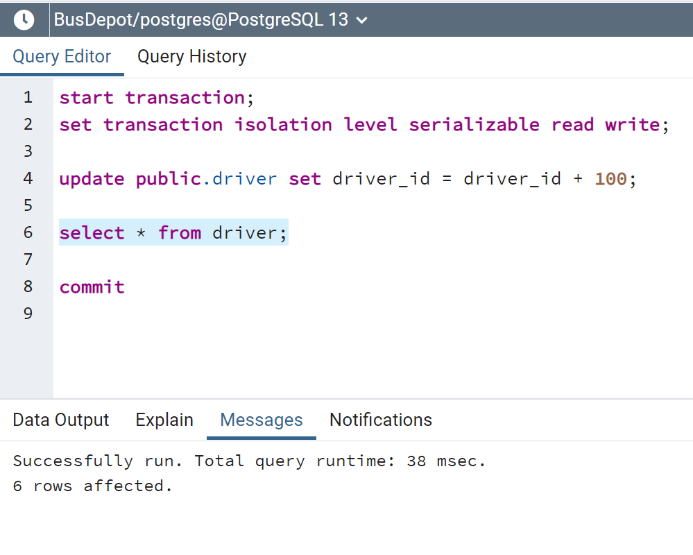 BusDepot/postgres@PostgreSQL 13
Query Editor Query History
1 start transaction;
2 set transaction isolation level serializable read write;
3
4 update public.driver set driver_id = driver_id + 100;
5
6 select * from driver;
7
8 commit
9
Data Output Explain Messages Notifications
Successfully run. Total query runtime: 38 msec.
6 rows affected.